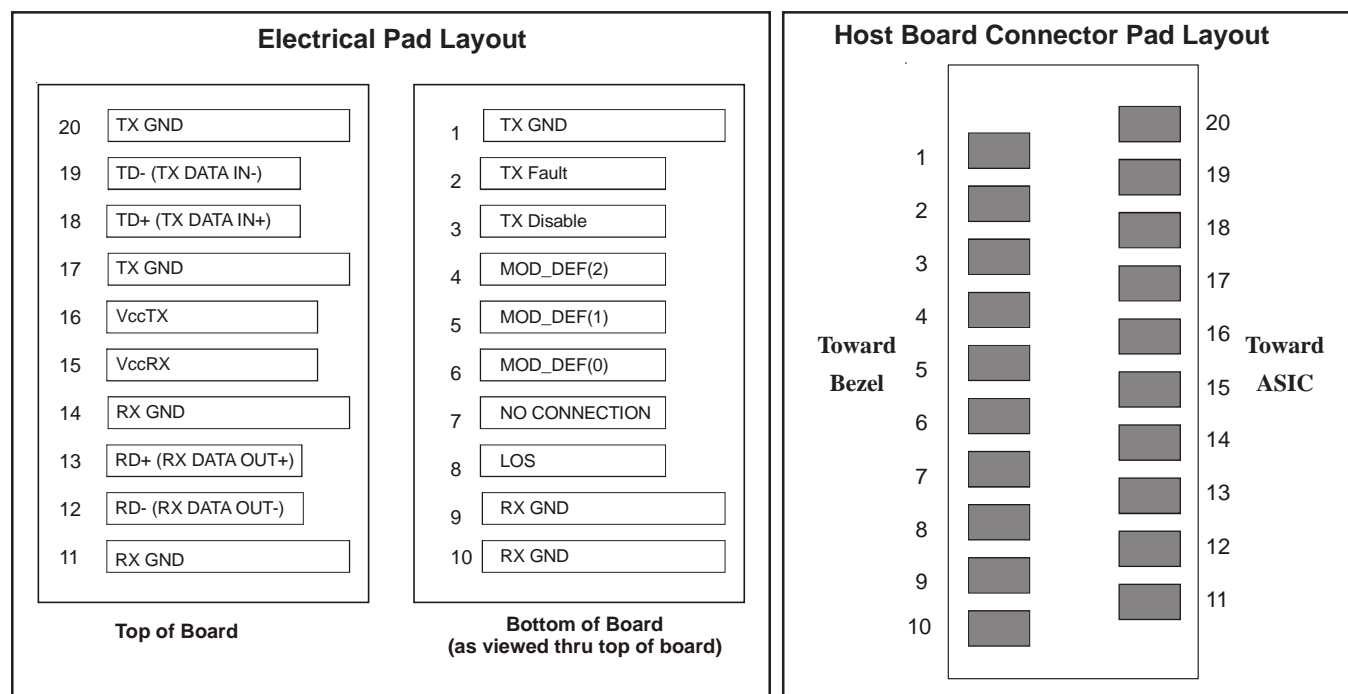 Electrical Pad Layout
20 TX GND
19 TD- (TX DATA IN-)
18 TD+ (TX DATA IN+)
17 TX GND
16 VccTX
15 VccRX
14 RX GND
13 RD+ (RX DATA OUT+)
12 RD- (RX DATA OUT-)
11 RX GND
Top of Board
1 TX GND
2 TX Fault
3 TX Disable
4 MOD_DEF(2)
5 MOD_DEF(1)
6 MOD_DEF(0)
7 NO CONNECTION
8 LOS
9 RX GND
10 RX GND
Bottom of Board
(as viewed thru top of board)
Host Board Connector Pad Layout
Toward
Bezel
1
2
3
4
5
6
7
8
9
10
20
19
18
17
16
15
14
13
12
11
Toward
ASIC